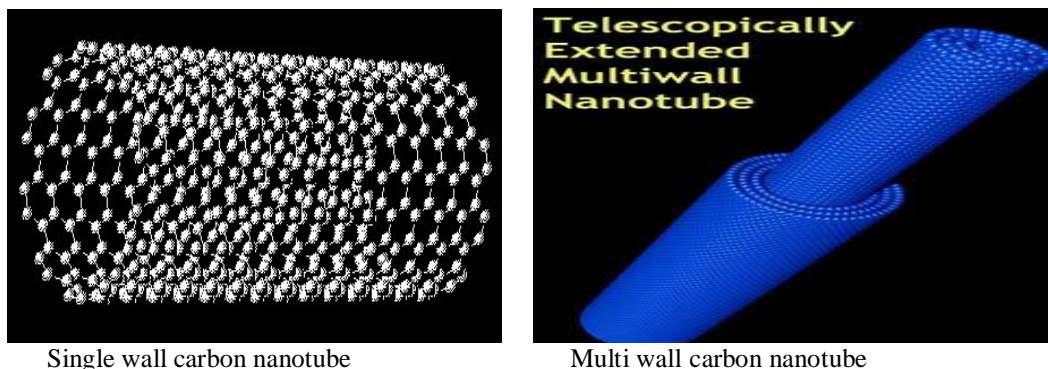 Telescopically
Extended
Multiwall
Nanotube
Single wall carbon nanotube
Multi wall carbon nanotube